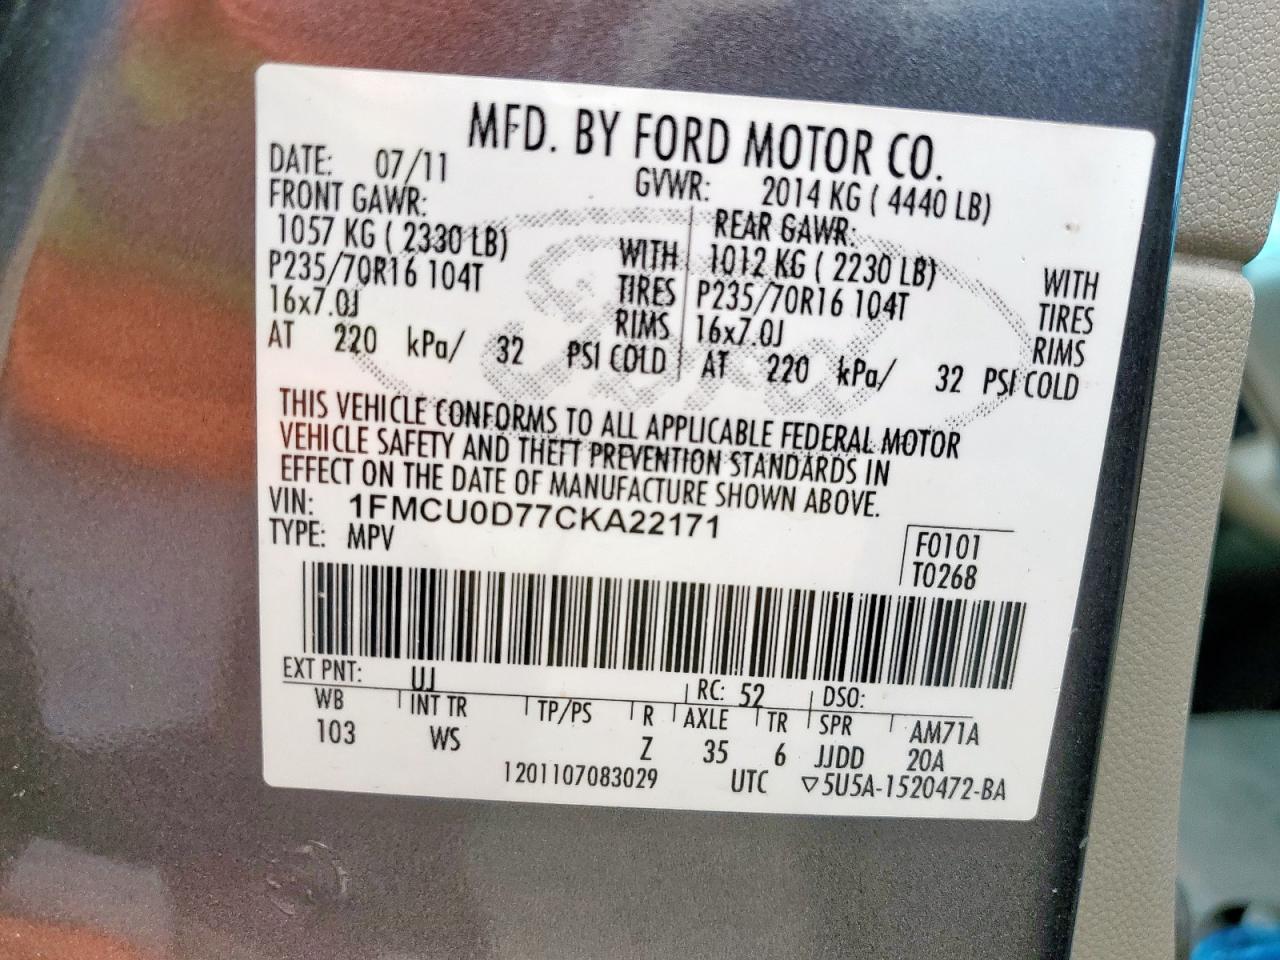 MFD. BY FORD MOTOR CO.
DATE: 07/11 GVWR: 2014 KG ( 4440 LB)
FRONT GAWR: REAR GAWR:
1057 KG ( 2330 LB) WITH 1012 KG ( 2230 LB) WITH
P235/70R16 104T TIRES P235/70R16 104T TIRES
16x7.0J RIMS 16x7.0J RIMS
AT 220 kPa/ 32 PSI COLD AT 220 kPa/ 32 PSI COLD
THIS VEHICLE CONFORMS TO ALL APPLICABLE FEDERAL MOTOR
VEHICLE SAFETY AND THEFT PREVENTION STANDARDS IN
EFFECT ON THE DATE OF MANUFACTURE SHOWN ABOVE.
VIN: 1FMCU0D77CKA22171
TYPE: MPV
F0101
T0268
EXT PNT: UJ RC: 52 DSO:
WB INT TR TP/PS R AXLE TR SPR AM71A
103 WS Z 35 6 JJDD 20A
1201107083029 UTC ▽5U5A-1520472-BA